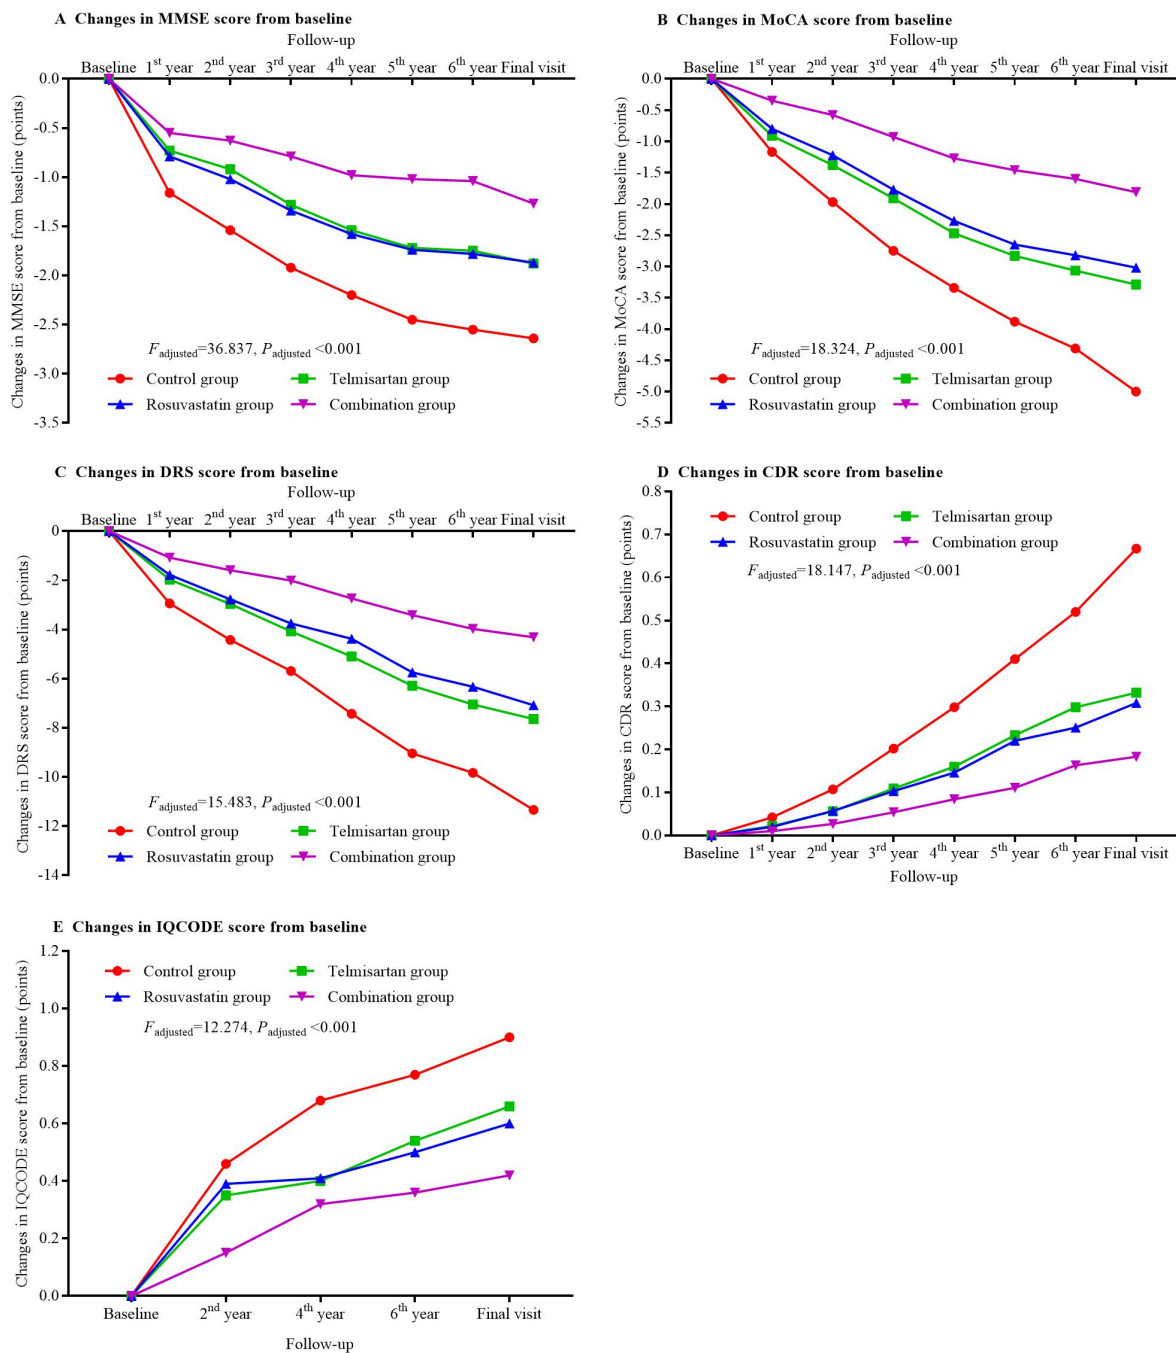 A Changes in MMSE score from baseline
Follow-up
Baseline 1st year 2nd year 3rd year 4th year 5th year 6th year Final visit
0.0
-0.5
-1.0
-1.5
-2.0
-2.5
-3.0
-3.5
Changes in MMSE score from baseline (points)
Fadjusted=36.837, Padjusted <0.001
Control group Telmisartan group
Rosuvastatin group Combination group
B Changes in MoCA score from baseline
Follow-up
Baseline 1st year 2nd year 3rd year 4th year 5th year 6th year Final visit
0.0
-0.5
-1.0
-1.5
-2.0
-2.5
-3.0
-3.5
-4.0
-4.5
-5.0
-5.5
Changes in MoCA score from baseline (points)
Fadjusted=18.324, Padjusted <0.001
Control group Telmisartan group
Rosuvastatin group Combination group
C Changes in DRS score from baseline
Follow-up
Baseline 1st year 2nd year 3rd year 4th year 5th year 6th year Final visit
0
-2
-4
-6
-8
-10
-12
-14
Changes in DRS score from baseline (points)
Fadjusted=15.483, Padjusted <0.001
Control group Telmisartan group
Rosuvastatin group Combination group
D Changes in CDR score from baseline
0.8
0.7
0.6
0.5
0.4
0.3
0.2
0.1
0.0
Changes in CDR score from baseline (points)
Control group Telmisartan group
Rosuvastatin group Combination group
Fadjusted=18.147, Padjusted <0.001
Baseline 1st year 2nd year 3rd year 4th year 5th year 6th year Final visit
Follow-up
E Changes in IQCODE score from baseline
1.2
1.0
0.8
0.6
0.4
0.2
0.0
Changes in IQCODE score from baseline (points)
Control group Telmisartan group
Rosuvastatin group Combination group
Fadjusted=12.274, Padjusted <0.001
Baseline 2nd year 4th year 6th year Final visit
Follow-up